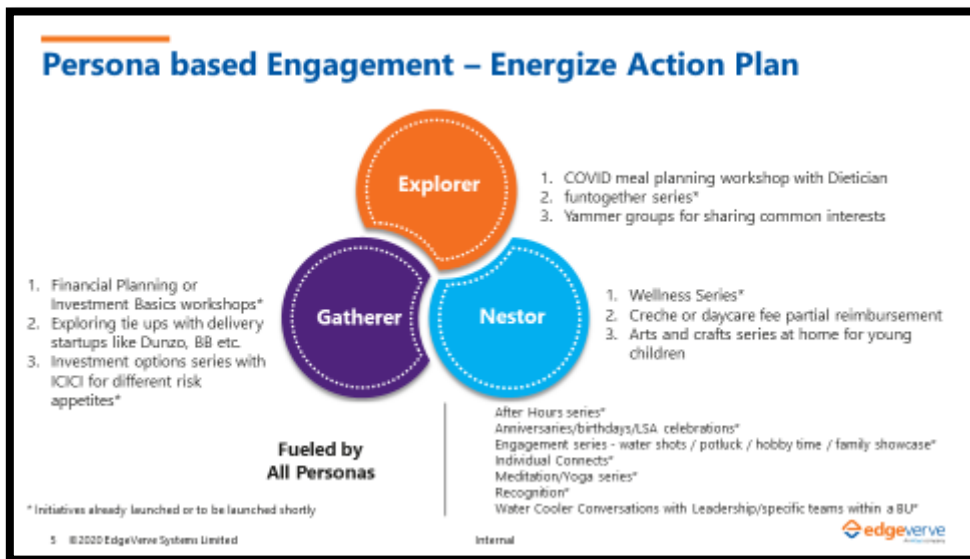 Persona based Engagement – Energize Action Plan
Explorer
1. COVID meal planning workshop with Dietician
2. funtogether series*
3. Yammer groups for sharing common interests
Gatherer
1. Financial Planning or
Investment Basics workshops*
2. Exploring tie ups with delivery
startups like Dunzo, BB etc.
3. Investment options series with
ICICI for different risk
appetites*
Nestor
1. Wellness Series*
2. Creche or daycare fee partial reimbursement
3. Arts and crafts series at home for young
children
Fueled by
All Personas
After Hours series*
Anniversaries/birthdays/LSA celebrations*
Engagement series - water shots / potluck / hobby time / family showcase*
Individual Connects*
Meditation/Yoga series*
Recognition*
Water Cooler Conversations with Leadership/specific teams within a BU*
* Initiatives already launched or to be launched shortly
5 ©2020 EdgeVerve Systems Limited
Internal
edgeverve